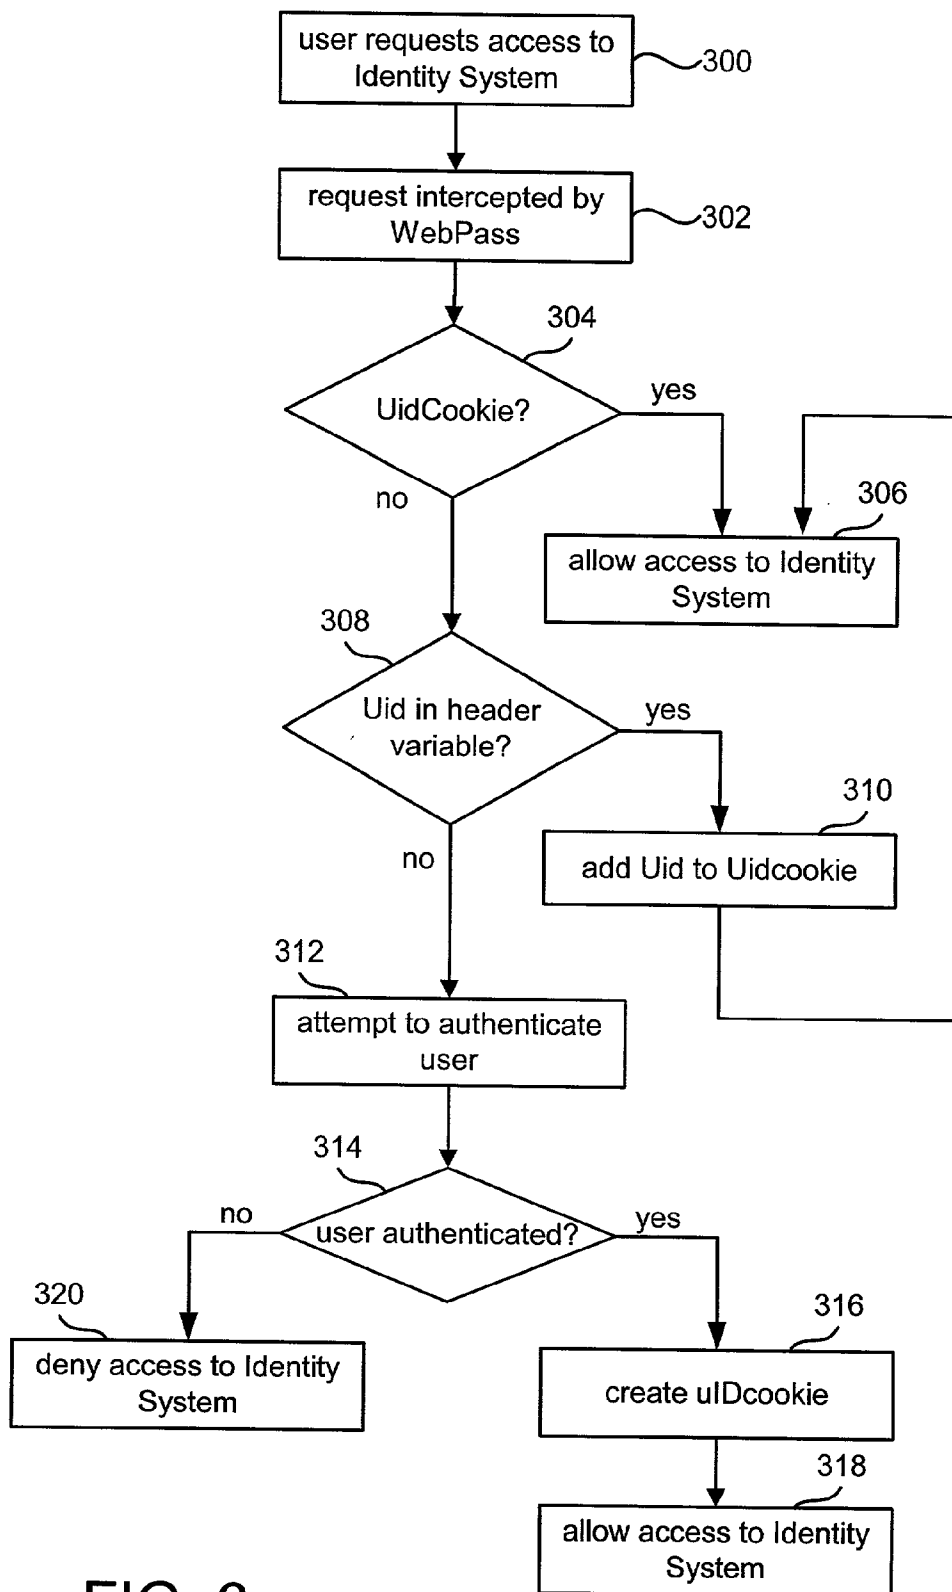 user requests access to
Identity System
300
request intercepted by
WebPass
302
304
UidCookie?
yes
no
306
allow access to Identity
System
308
Uid in header
variable?
yes
no
310
add Uid to Uidcookie
312
attempt to authenticate
user
314
user authenticated?
no
yes
320
deny access to Identity
System
316
create uIDcookie
318
allow access to Identity
System
FIG.